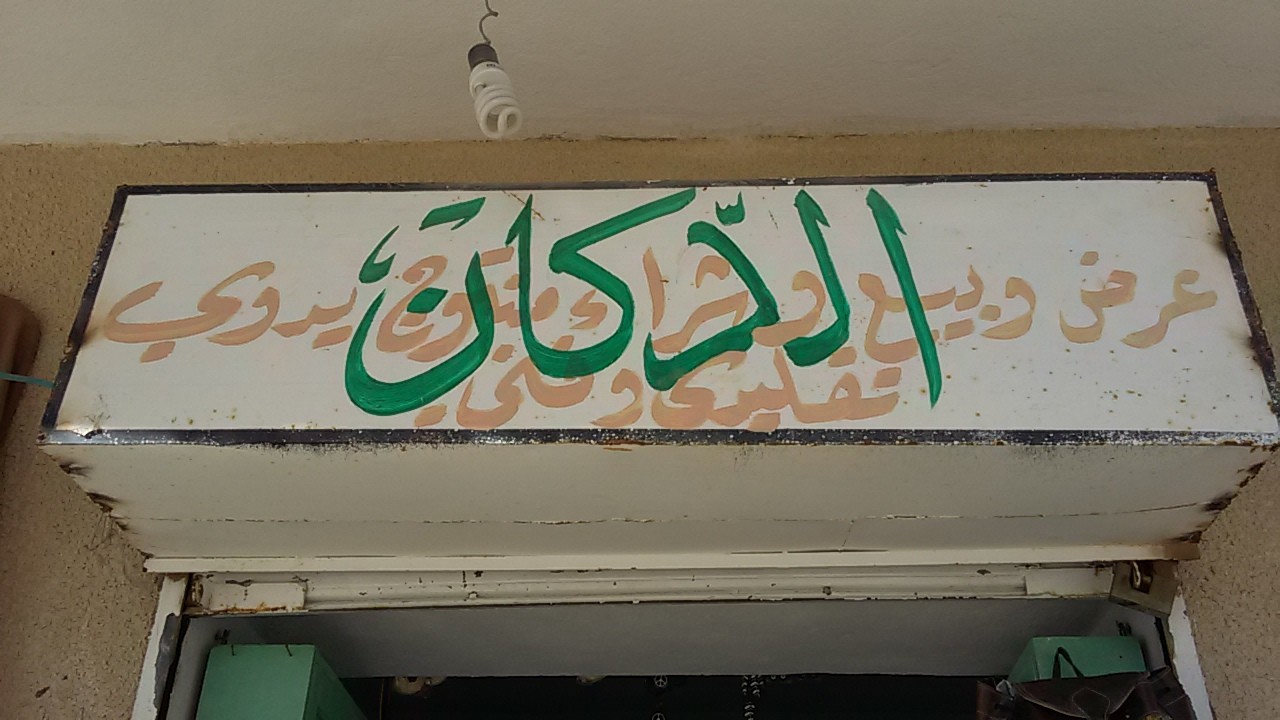 الدّكانَ
عرض وبيع وشراء منتوج يدوي
تقليدي وفني